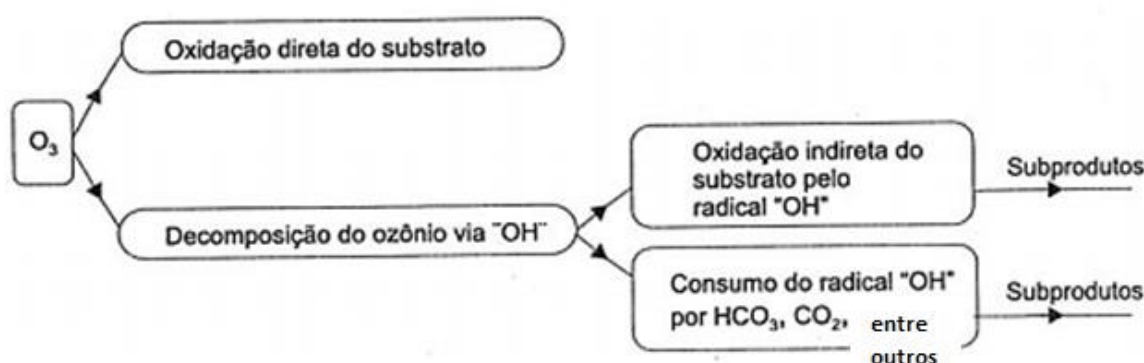 Oxidação direta do substrato
O₃
Decomposição do ozônio via "OH"
Oxidação indireta do
substrato pelo
radical "OH"
Subprodutos
Consumo do radical "OH"
por HCO₃, CO₂, entre
outros
Subprodutos